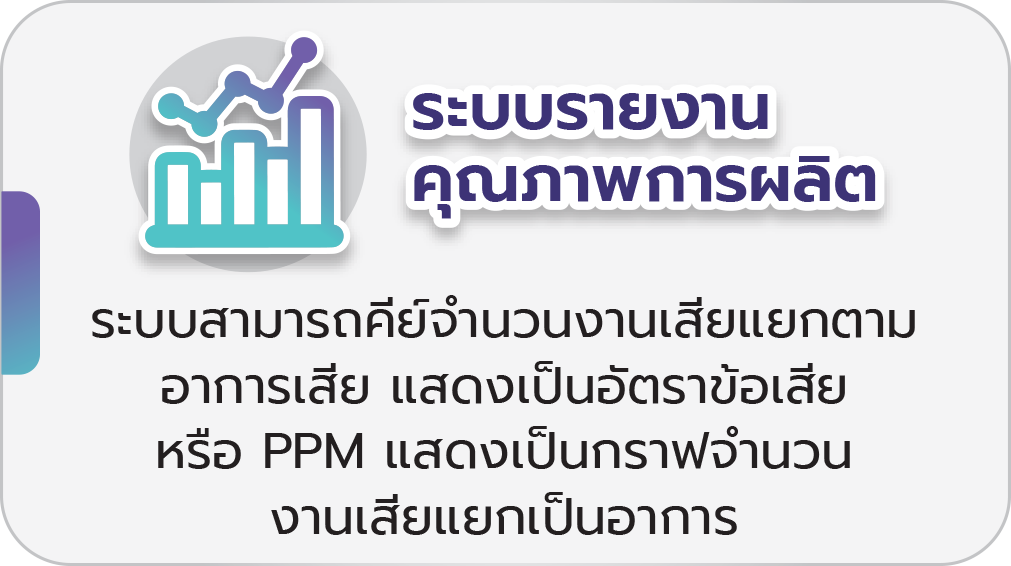 ระบบรายงาน
คุณภาพการผลิต
ระบบสามารถคีย์จำนวนงานเสียแยกตาม
อาการเสีย แสดงเป็นอัตราข้อเสีย
หรือ PPM แสดงเป็นกราฟจำนวน
งานเสียแยกเป็นอาการ